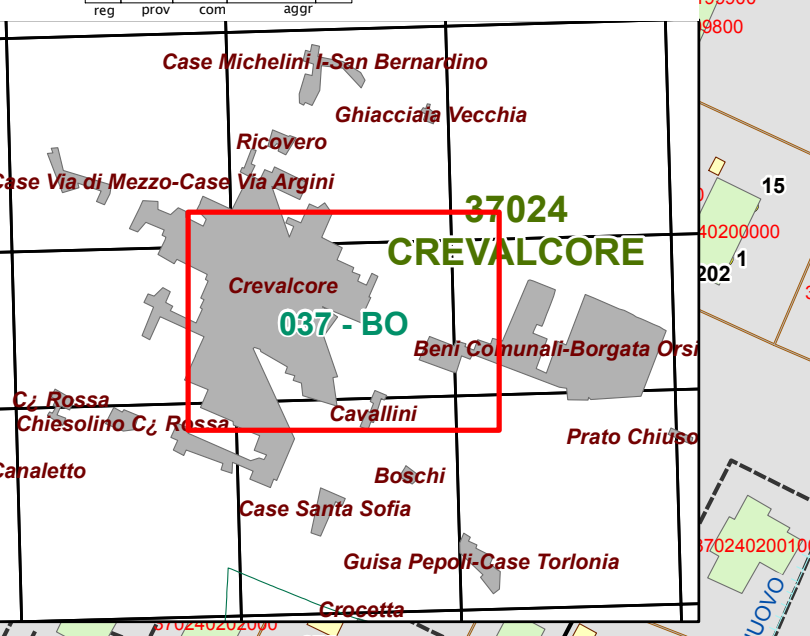 reg prov com aggr
9800
Case Michelini I-San Bernardino
Ghiacciaia Vecchia
Ricovero
Case Via di Mezzo-Case Via Argini
15
37024
40200000
CREVALCORE
1
202
Crevalcore
037 - BO
Beni Comunali-Borgata Orsi
C¿ Rossa
Cavallini
Chiesolino C¿ Rossa
Prato Chiuso
Canaletto
Boschi
Case Santa Sofia
Guisa Pepoli-Case Torlonia
Crocetta
370240202000